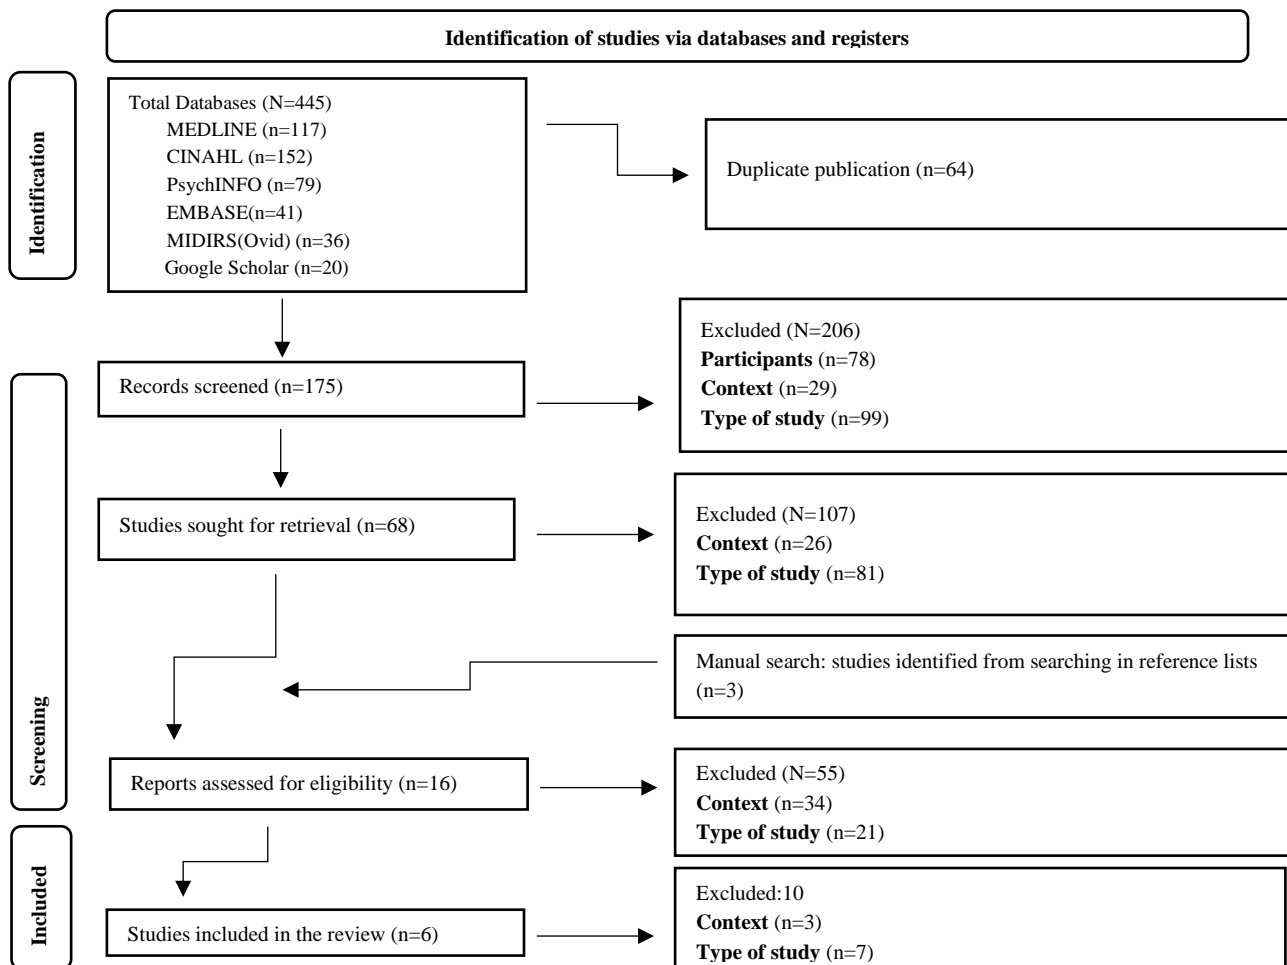 Identification of studies via databases and registers
Identification
Total Databases (N=445)
MEDLINE (n=117)
CINAHL (n=152)
PsychINFO (n=79)
EMBASE(n=41)
MIDIRS(Ovid) (n=36)
Google Scholar (n=20)
Duplicate publication (n=64)
Screening
Records screened (n=175)
Excluded (N=206)
Participants (n=78)
Context (n=29)
Type of study (n=99)
Studies sought for retrieval (n=68)
Excluded (N=107)
Context (n=26)
Type of study (n=81)
Manual search: studies identified from searching in reference lists
(n=3)
Reports assessed for eligibility (n=16)
Excluded (N=55)
Context (n=34)
Type of study (n=21)
Included
Studies included in the review (n=6)
Excluded:10
Context (n=3)
Type of study (n=7)